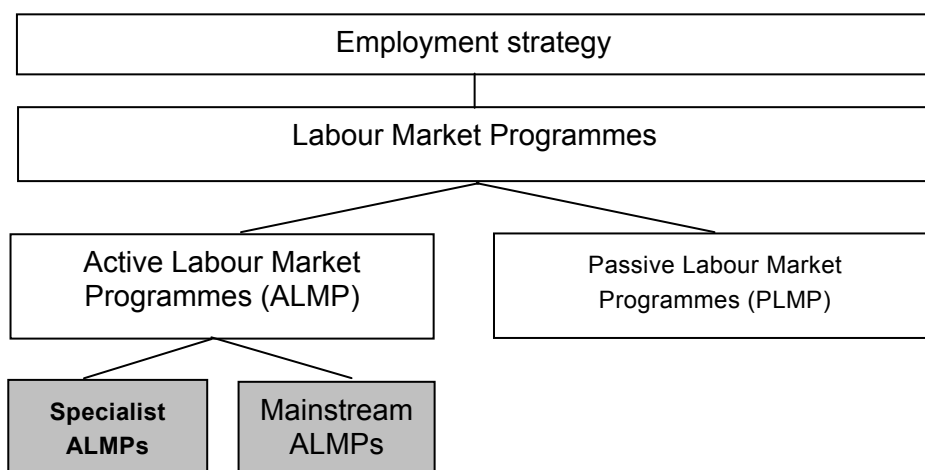 Employment strategy
Labour Market Programmes
Active Labour Market
Programmes (ALMP)
Passive Labour Market
Programmes (PLMP)
Specialist
ALMPs
Mainstream
ALMPs